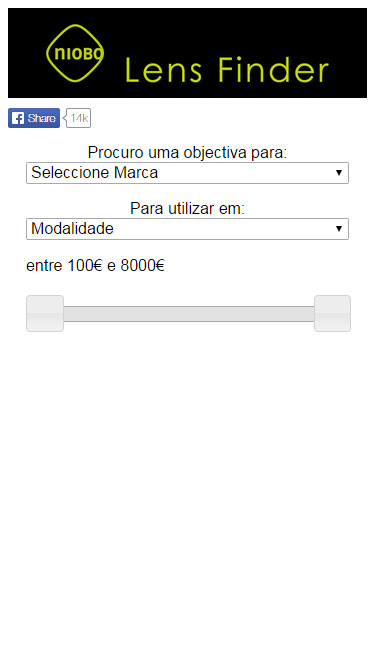 NIOBO
Lens Finder
Share
14k
Procuro uma objectiva para:
Seleccione Marca
Para utilizar em:
Modalidade
entre 100€ e 8000€